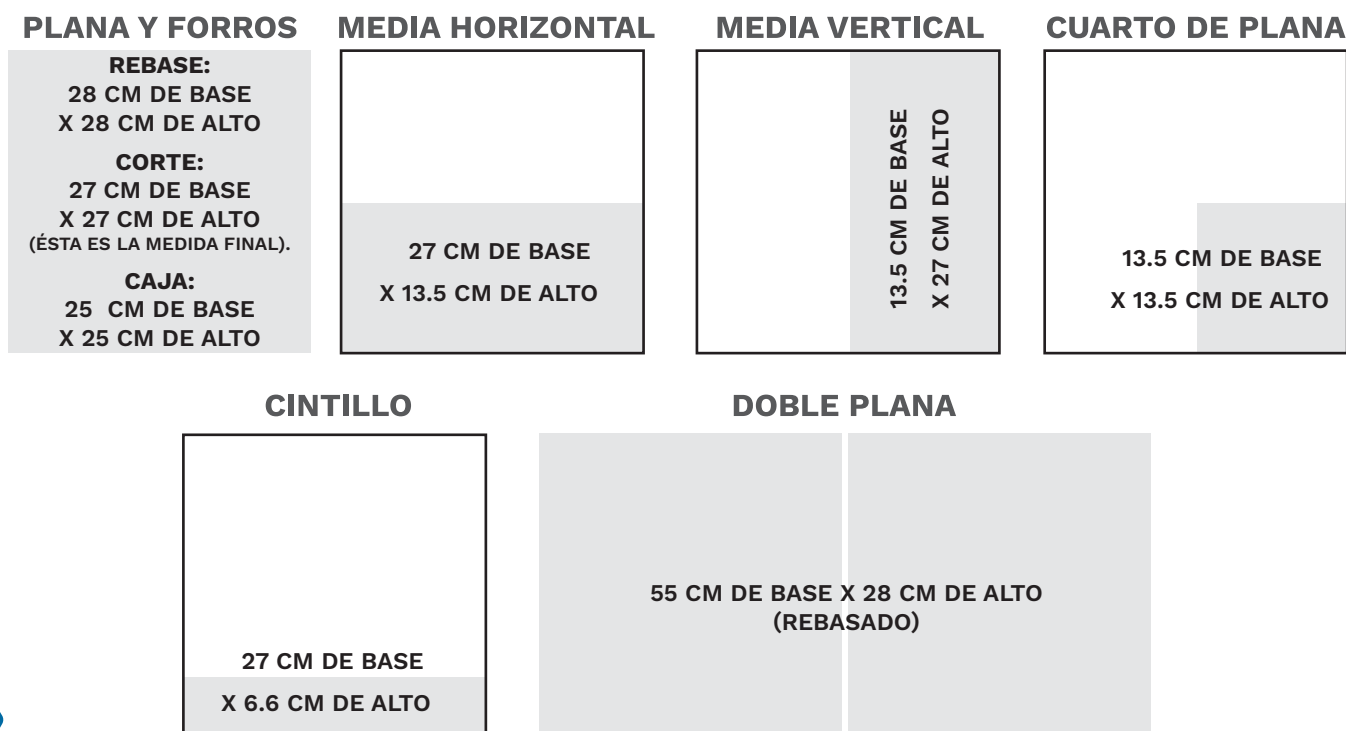 PLANA Y FORROS
REBASE:
28 CM DE BASE
X 28 CM DE ALTO
CORTE:
27 CM DE BASE
X 27 CM DE ALTO
(ÉSTA ES LA MEDIDA FINAL).
CAJA:
25 CM DE BASE
X 25 CM DE ALTO
MEDIA HORIZONTAL
27 CM DE BASE
X 13.5 CM DE ALTO
MEDIA VERTICAL
13.5 CM DE BASE
X 27 CM DE ALTO
CUARTO DE PLANA
13.5 CM DE BASE
X 13.5 CM DE ALTO
CINTILLO
27 CM DE BASE
X 6.6 CM DE ALTO
DOBLE PLANA
55 CM DE BASE X 28 CM DE ALTO
(REBASADO)